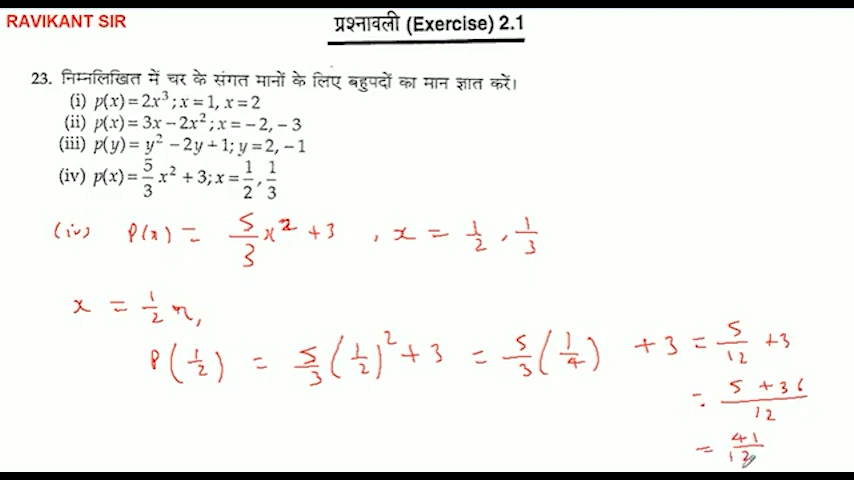 RAVIKANT SIR
प्रश्नावली (Exercise) 2.1
23. निम्नलिखित में चर के संगत मानों के लिए बहुपदों का मान ज्ञात करें।
(i) p(x) = 2x³ ; x = 1, x = 2
(ii) p(x) = 3x − 2x² ; x = −2, −3
(iii) p(y) = y² − 2y + 1; y = 2, −1
(iv) p(x) = 5/3 x² + 3; x = 1/2, 1/3
(iv) P(x) = 5/3 x² + 3 , x = 1/2 , 1/3
x = 1/2 पर,
P(1/2) = 5/3 (1/2)² + 3 = 5/3 (1/4) + 3 = 5/12 + 3
= 5 + 36/12
= 41/12